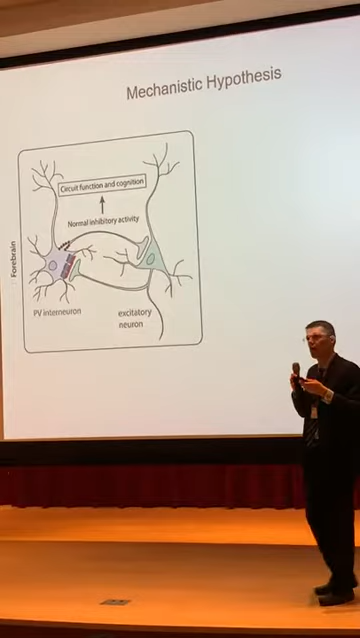 Mechanistic Hypothesis
Circuit function and cognition
Normal inhibitory activity
Forebrain
PV interneuron
excitatory
neuron